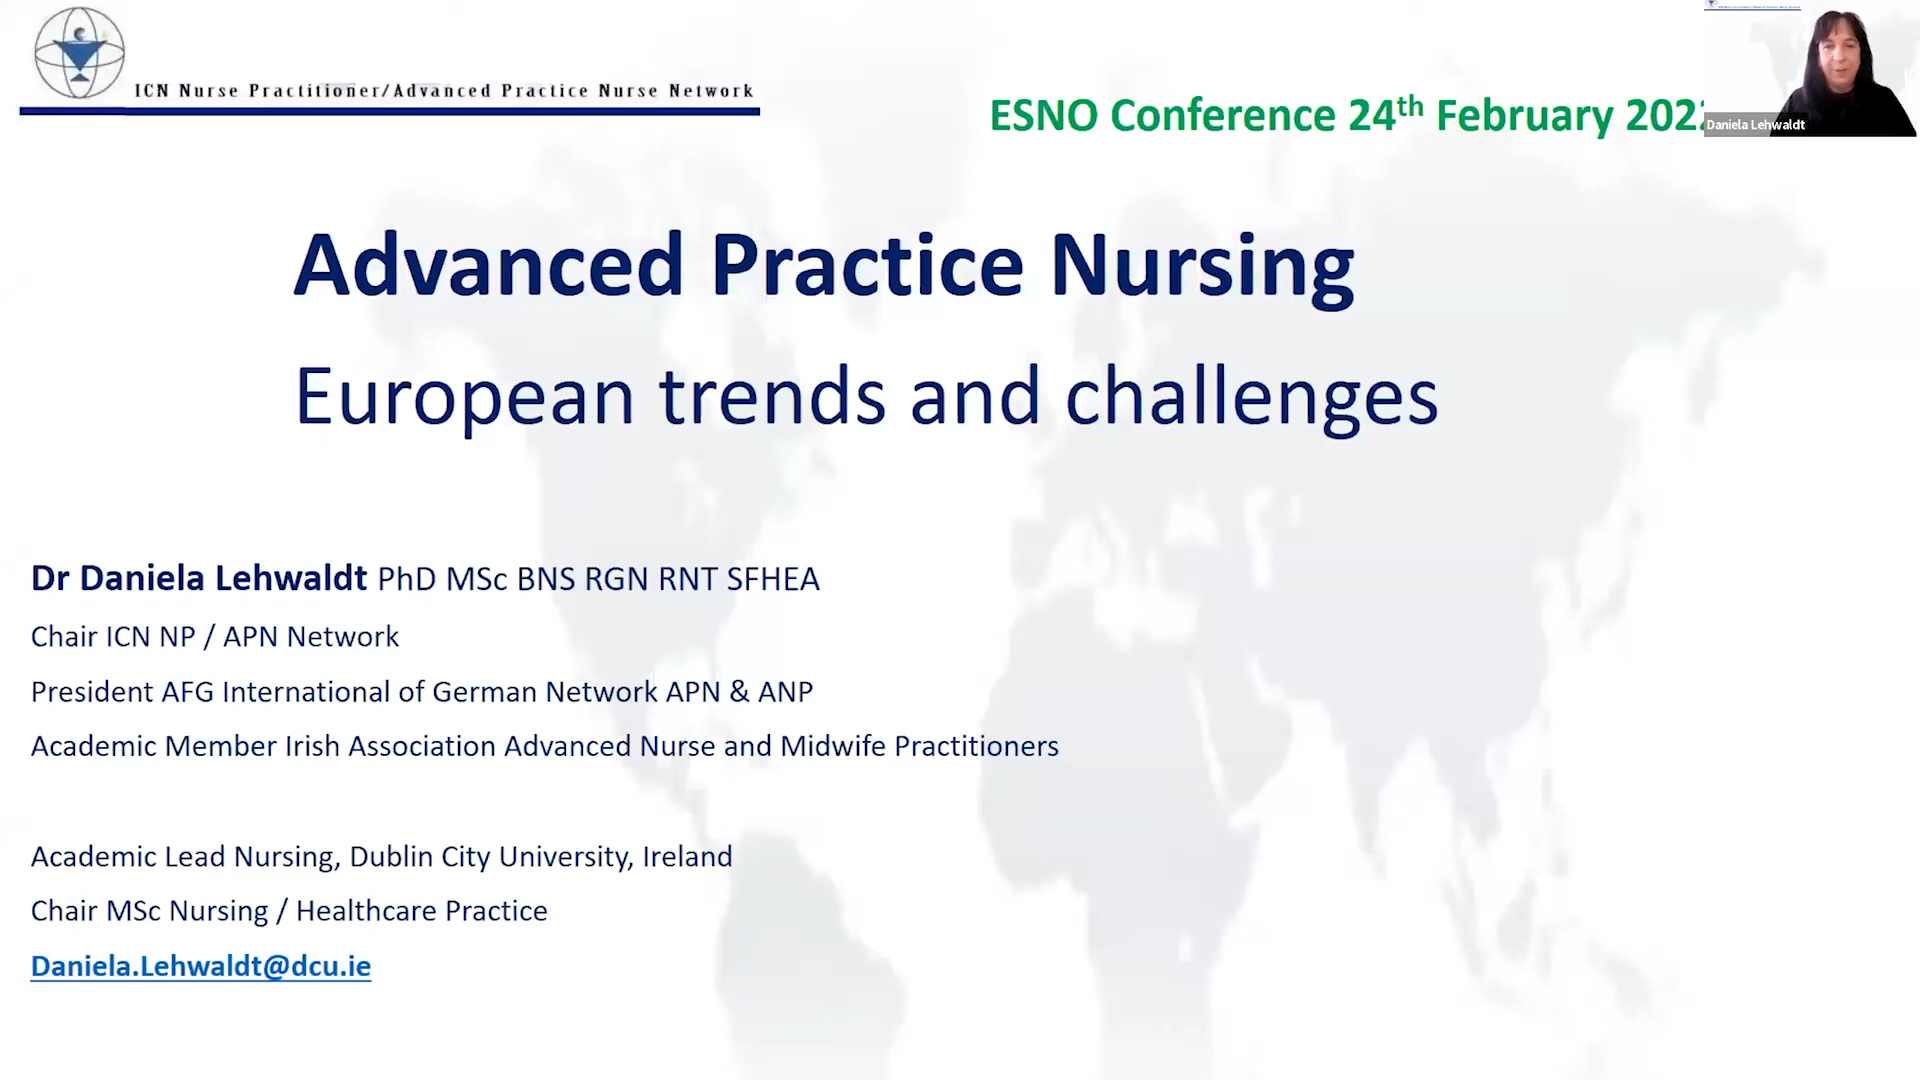 ICN Nurse Practitioner/Advanced Practice Nurse Network
ESNO Conference 24th February 202
Daniela Lehwaldt
Advanced Practice Nursing
European trends and challenges
Dr Daniela Lehwaldt PhD MSc BNS RGN RNT SFHEA
Chair ICN NP / APN Network
President AFG International of German Network APN & ANP
Academic Member Irish Association Advanced Nurse and Midwife Practitioners
Academic Lead Nursing, Dublin City University, Ireland
Chair MSc Nursing / Healthcare Practice
Daniela.Lehwaldt@dcu.ie